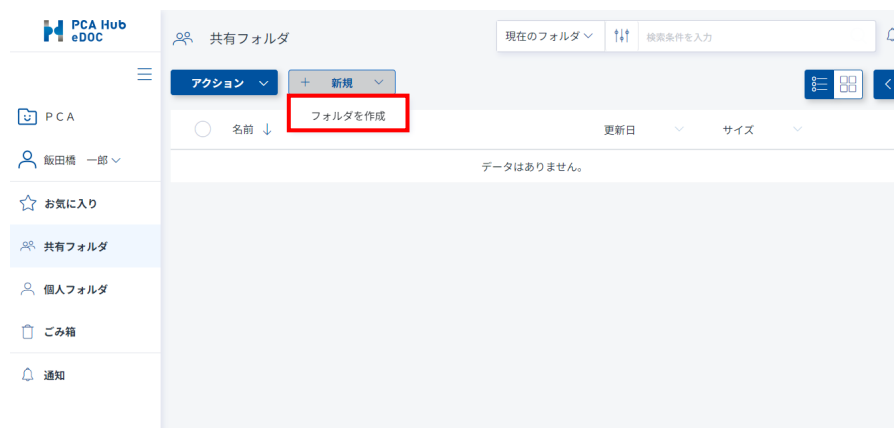 PCA Hub
eDOC
共有フォルダ
現在のフォルダ
検索条件を入力
アクション
+ 新規
フォルダを作成
PCA
飯田橋 一郎
名前 ↓
更新日
サイズ
データはありません。
お気に入り
共有フォルダ
個人フォルダ
ごみ箱
通知